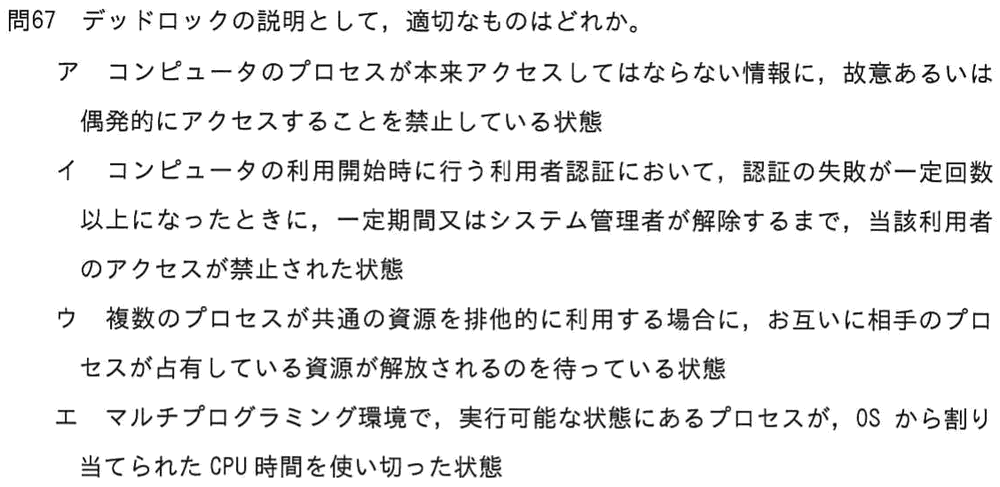 問67　デッドロックの説明として，適切なものはどれか。
ア　コンピュータのプロセスが本来アクセスしてはならない情報に，故意あるいは
偶発的にアクセスすることを禁止している状態
イ　コンピュータの利用開始時に行う利用者認証において，認証の失敗が一定回数
以上になったときに，一定期間又はシステム管理者が解除するまで，当該利用者
のアクセスが禁止された状態
ウ　複数のプロセスが共通の資源を排他的に利用する場合に，お互いに相手のプロ
セスが占有している資源が解放されるのを待っている状態
エ　マルチプログラミング環境で，実行可能な状態にあるプロセスが，OS から割り
当てられた CPU 時間を使い切った状態